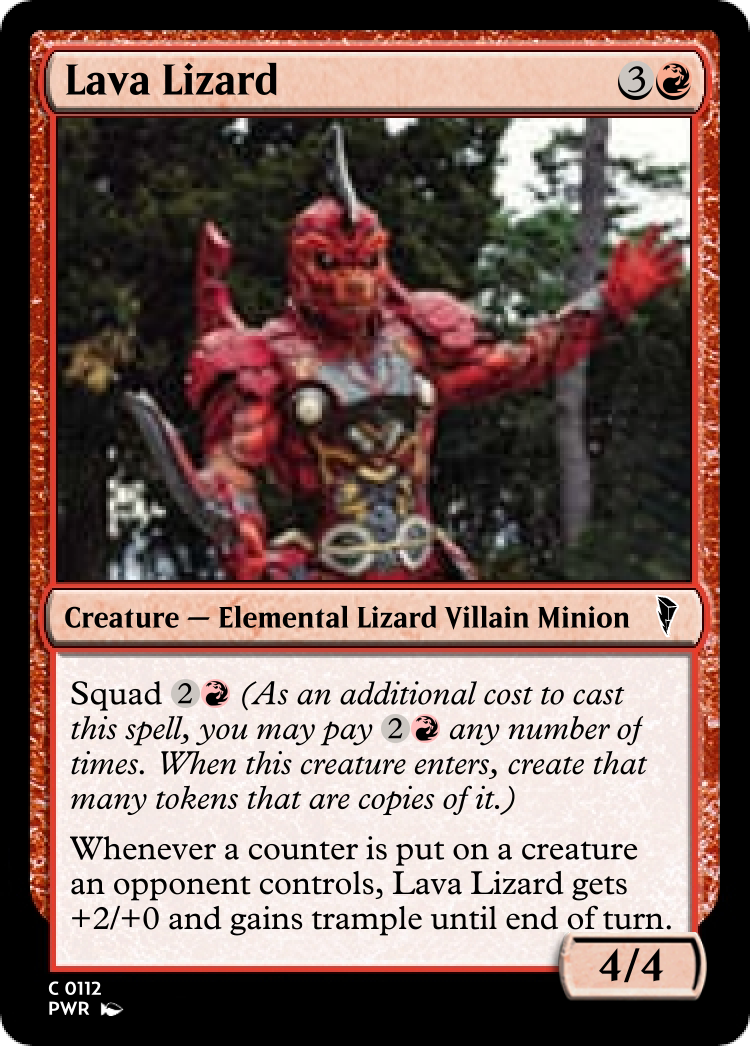 Lava Lizard 3
Creature — Elemental Lizard Villain Minion
Squad 2 (As an additional cost to cast
this spell, you may pay 2 any number of
times. When this creature enters, create that
many tokens that are copies of it.)
Whenever a counter is put on a creature
an opponent controls, Lava Lizard gets
+2/+0 and gains trample until end of turn.
4/4
C 0112
PWR